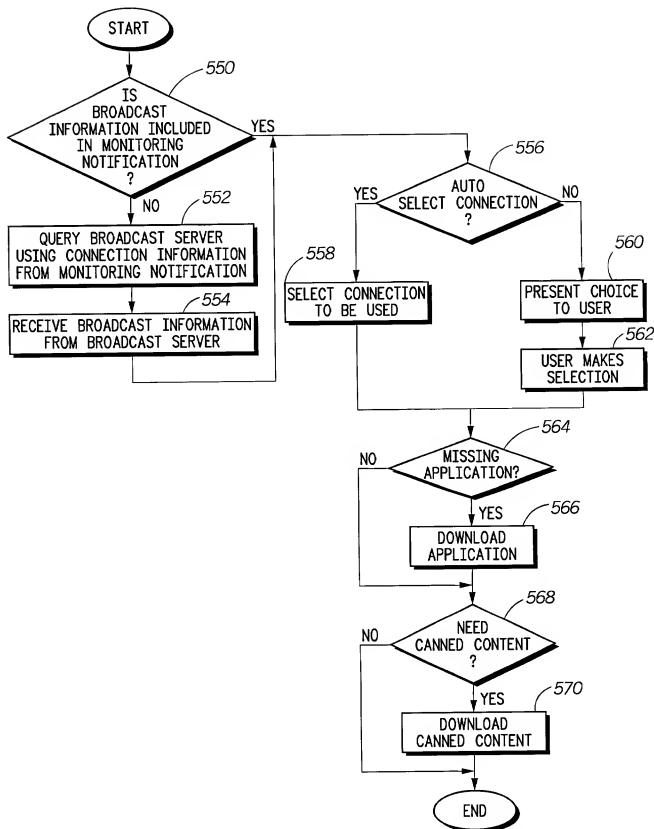 START
550
IS
BROADCAST
INFORMATION INCLUDED
IN MONITORING
NOTIFICATION
?
YES
NO
552
QUERY BROADCAST SERVER
USING CONNECTION INFORMATION
FROM MONITORING NOTIFICATION
554
RECEIVE BROADCAST INFORMATION
FROM BROADCAST SERVER
556
AUTO
SELECT CONNECTION
?
YES
NO
558
SELECT CONNECTION
TO BE USED
560
PRESENT CHOICE
TO USER
562
USER MAKES
SELECTION
564
MISSING
APPLICATION?
NO
YES
566
DOWNLOAD
APPLICATION
568
NEED
CANNED CONTENT
?
NO
YES
570
DOWNLOAD
CANNED CONTENT
END